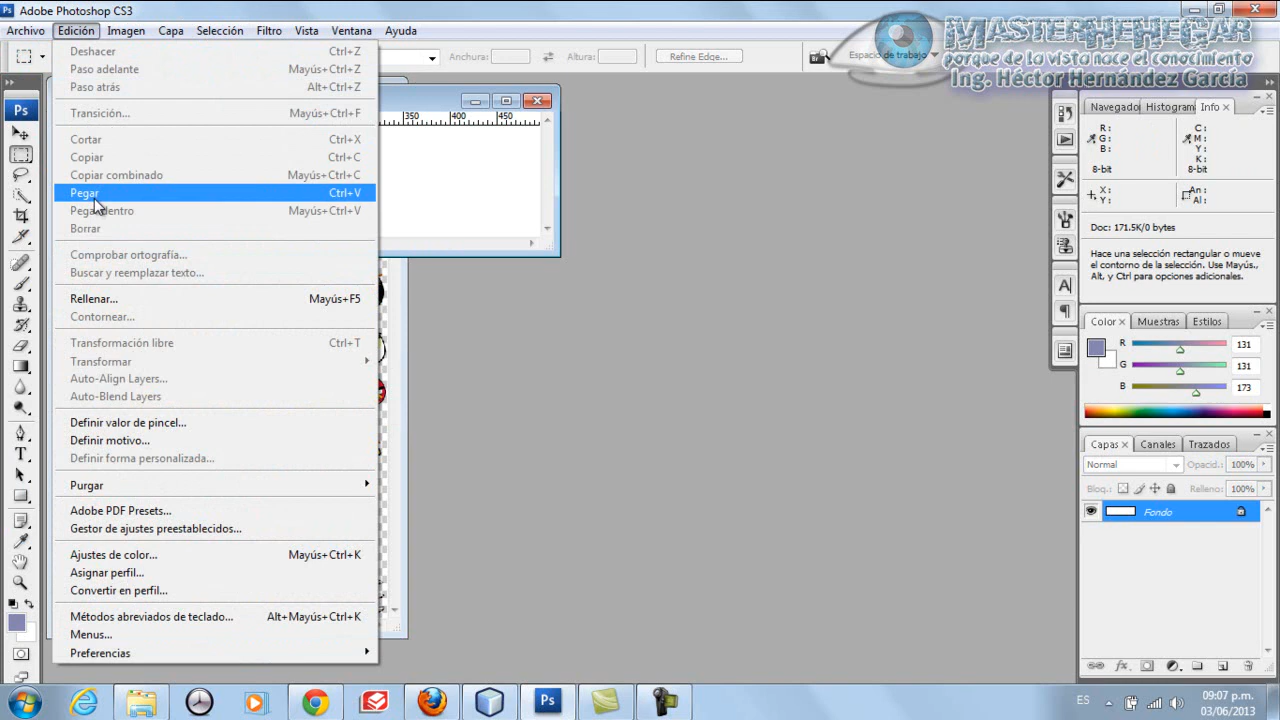 Adobe Photoshop CS3
Archivo Edición Imagen Capa Selección Filtro Vista Ventana Ayuda
MASTERHEHEGAR
porque de la vista nace el conocimiento
Ing. Héctor Hernández García
Anchura: Altura: Refine Edge... Espacio de trabajo
Deshacer Ctrl+Z
Paso adelante Mayús+Ctrl+Z
Paso atrás Alt+Ctrl+Z
Transición... Mayús+Ctrl+F
Cortar Ctrl+X
Copiar Ctrl+C
Copiar combinado Mayús+Ctrl+C
Pegar Ctrl+V
Pegar dentro Mayús+Ctrl+V
Borrar
Comprobar ortografía...
Buscar y reemplazar texto...
Rellenar... Mayús+F5
Contornear...
Transformación libre Ctrl+T
Transformar
Auto-Align Layers...
Auto-Blend Layers
Definir valor de pincel...
Definir motivo...
Definir forma personalizada...
Purgar
Adobe PDF Presets...
Gestor de ajustes preestablecidos...
Ajustes de color... Mayús+Ctrl+K
Asignar perfil...
Convertir en perfil...
Métodos abreviados de teclado... Alt+Mayús+Ctrl+K
Menus...
Preferencias
350 400 450
Ps
Navegador Histogram Info
R: C:
G: M:
B: Y:
K:
8-bit 8-bit
X: An:
Y: Al:
Doc: 171.5K/0 bytes
Hace una selección rectangular o mueve
el contorno de la selección. Use Mayús.,
Alt, y Ctrl para opciones adicionales.
Color Muestras Estilos
R 131
G 131
B 173
Capas Canales Trazados
Normal Opacid.: 100%
Bloq.: Relleno: 100%
Fondo
Ps
ES
09:07 p.m.
03/06/2013